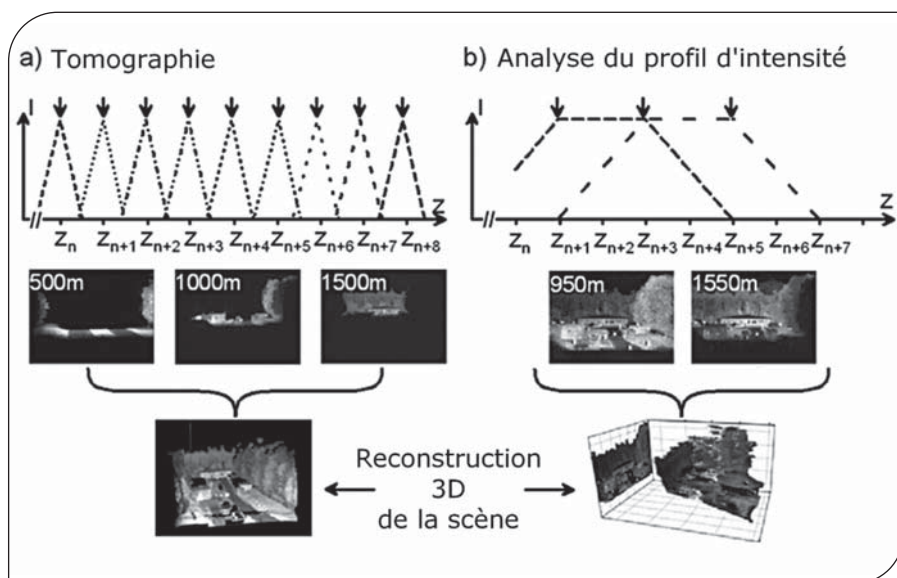 a) Tomographie
I
Z
Zn Zn+1 Zn+2 Zn+3 Zn+4 Zn+5 Zn+6 Zn+7 Zn+8
500m
1000m
1500m
b) Analyse du profil d'intensité
I
Z
Zn Zn+1 Zn+2 Zn+3 Zn+4 Zn+5 Zn+6 Zn+7
950m
1550m
Reconstruction
3D
de la scène